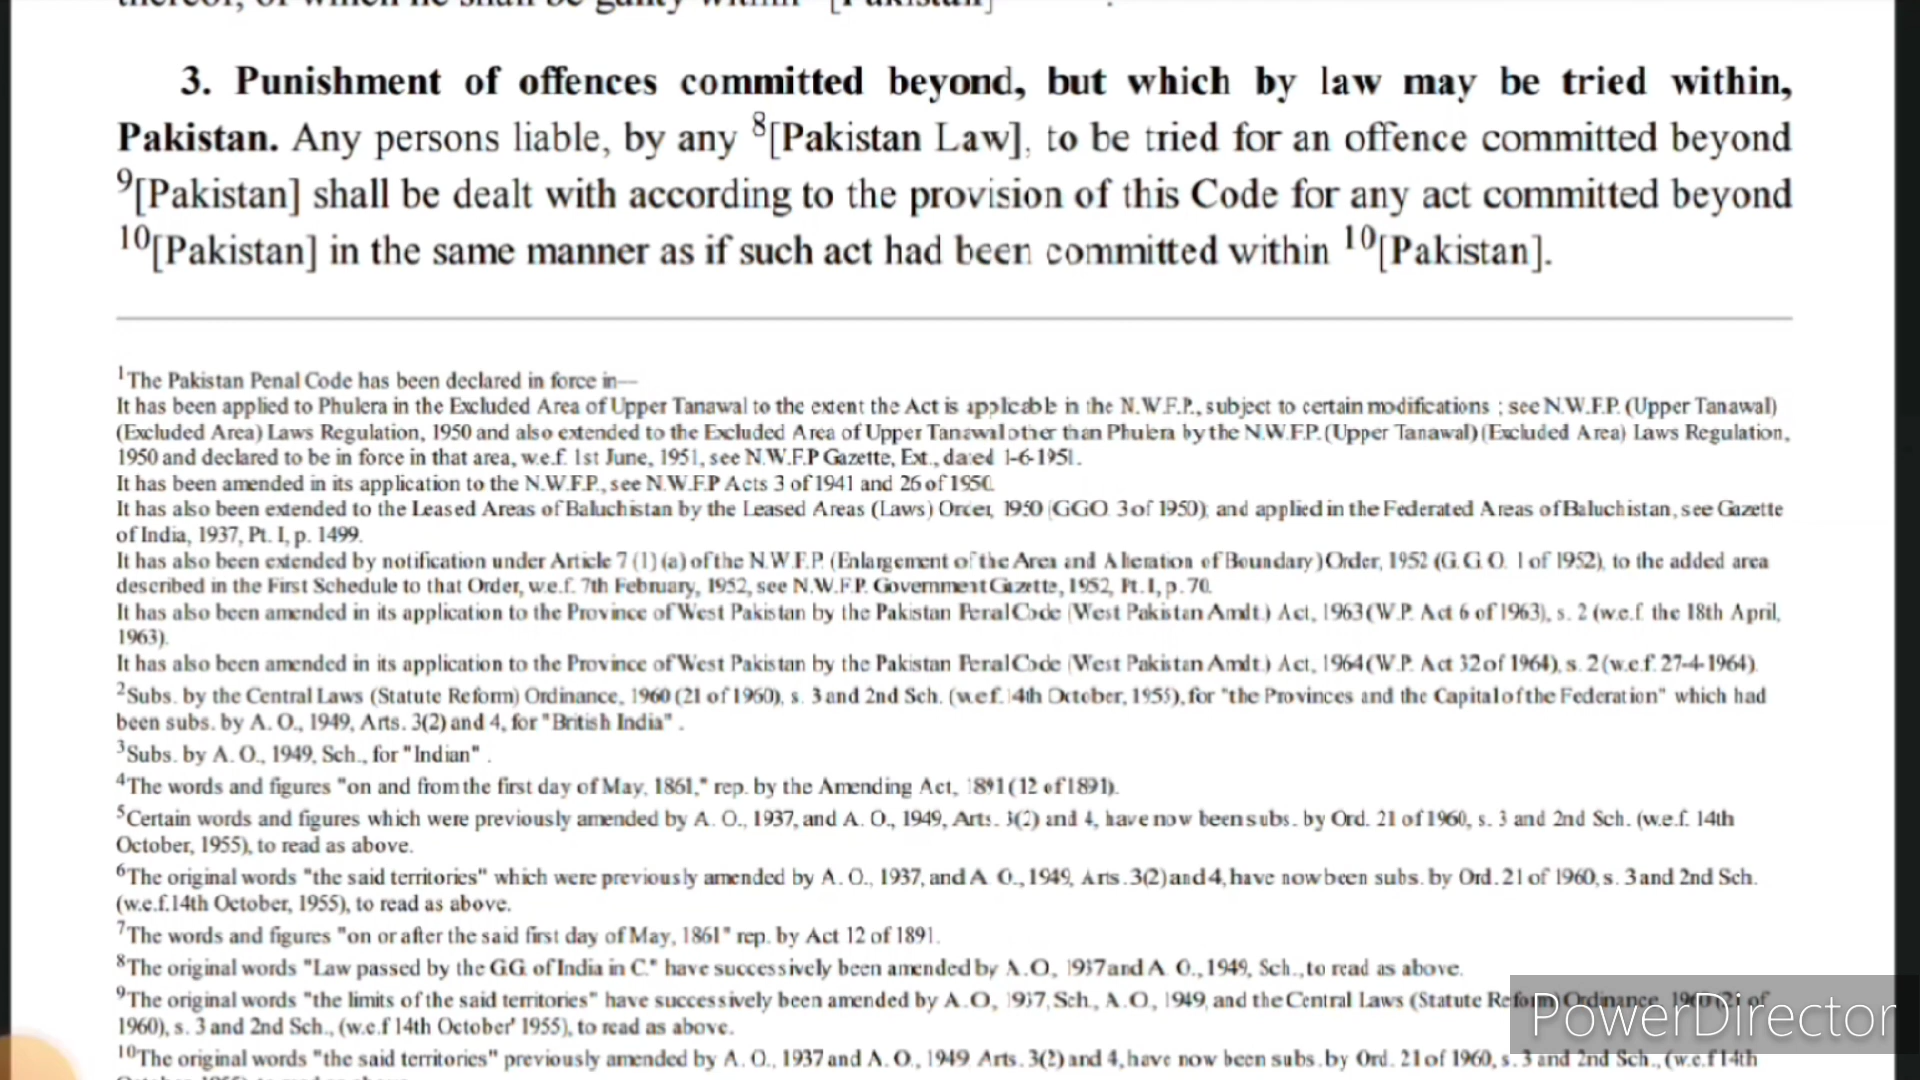 3. Punishment of offences committed beyond, but which by law may be tried within,
Pakistan. Any persons liable, by any 8[Pakistan Law], to be tried for an offence committed beyond
9[Pakistan] shall be dealt with according to the provision of this Code for any act committed beyond
10[Pakistan] in the same manner as if such act had been committed within 10[Pakistan].
1The Pakistan Penal Code has been declared in force in—
It has been applied to Phulera in the Excluded Area of Upper Tanawal to the extent the Act is applicable in the N.W.F.P., subject to certain modifications ; see N.W.F.P. (Upper Tanawal)
(Excluded Area) Laws Regulation, 1950 and also extended to the Excluded Area of Upper Tanawal other than Phulera by the N.W.F.P. (Upper Tanawal) (Excluded Area) Laws Regulation,
1950 and declared to be in force in that area, w.e.f. 1st June, 1951, see N.W.F.P Gazette, Ext., dated 1-6-1951.
It has been amended in its application to the N.W.F.P., see N.W.F.P Acts 3 of 1941 and 26 of 1950.
It has also been extended to the Leased Areas of Baluchistan by the Leased Areas (Laws) Order, 1950 (GGO. 3 of 1950); and applied in the Federated Areas of Baluchistan, see Gazette
of India, 1937, Pt. I, p. 1499.
It has also been extended by notification under Article 7 (1) (a) of the N.W.F.P. (Enlargement of the Area and Alteration of Boundary) Order, 1952 (G.G.O. 1 of 1952), to the added area
described in the First Schedule to that Order, w.e.f. 7th February, 1952, see N.W.F.P. Government Gazette, 1952, Pt. I, p. 70.
It has also been amended in its application to the Province of West Pakistan by the Pakistan Penal Code (West Pakistan Amdt.) Act, 1963 (W.P. Act 6 of 1963), s. 2 (w.e.f. the 18th April,
1963).
It has also been amended in its application to the Province of West Pakistan by the Pakistan Penal Code (West Pakistan Amdt.) Act, 1964 (W.P. Act 32 of 1964), s. 2 (w.e.f. 27-4-1964).
2Subs. by the Central Laws (Statute Reform) Ordinance, 1960 (21 of 1960), s. 3 and 2nd Sch. (w.e.f. 14th October, 1955), for "the Provinces and the Capital of the Federation" which had
been subs. by A. O., 1949, Arts. 3(2) and 4, for "British India" .
3Subs. by A. O., 1949, Sch., for "Indian" .
4The words and figures "on and from the first day of May, 1861," rep. by the Amending Act, 1891 (12 of 1891).
5Certain words and figures which were previously amended by A. O., 1937, and A. O., 1949, Arts. 3(2) and 4, have now been subs. by Ord. 21 of 1960, s. 3 and 2nd Sch. (w.e.f. 14th
October, 1955), to read as above.
6The original words "the said territories" which were previously amended by A. O., 1937, and A. O., 1949, Arts. 3(2) and 4, have now been subs. by Ord. 21 of 1960, s. 3 and 2nd Sch.
(w.e.f.14th October, 1955), to read as above.
7The words and figures "on or after the said first day of May, 1861" rep. by Act 12 of 1891.
8The original words "Law passed by the GG. of India in C." have successively been amended by A.O, 1937 and A. O., 1949, Sch., to read as above.
9The original words "the limits of the said territories" have successively been amended by A.O, 1937, Sch., A.O., 1949, and the Central Laws (Statute Reform) Ordinance, 1960 (21 of
1960), s. 3 and 2nd Sch., (w.e.f 14th October' 1955), to read as above.
10The original words "the said territories" previously amended by A. O., 1937 and A. O., 1949 Arts. 3(2) and 4, have now been subs. by Ord. 21 of 1960, s. 3 and 2nd Sch., (w.e.f 14th
PowerDirector